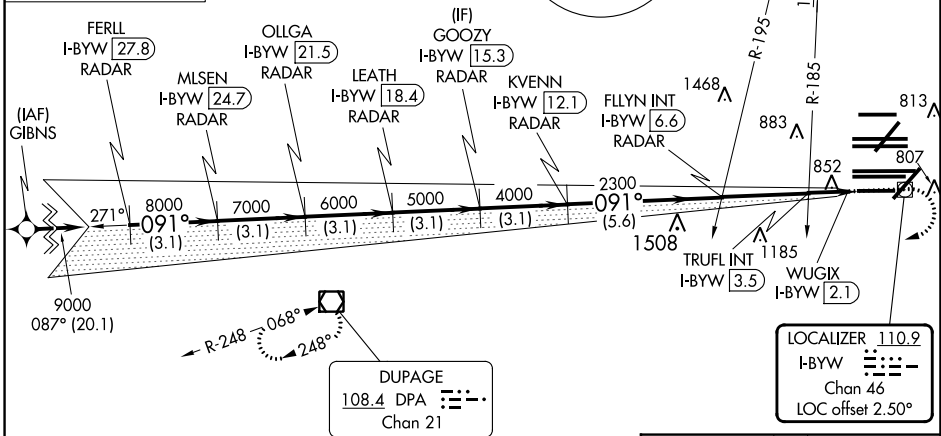 FERLL
I-BYW 27.8
RADAR
MLSEN
I-BYW 24.7
RADAR
OLLGA
I-BYW 21.5
RADAR
LEATH
I-BYW 18.4
RADAR
(IF)
GOOZY
I-BYW 15.3
RADAR
KVENN
I-BYW 12.1
RADAR
FLLYN INT
I-BYW 6.6
RADAR
R-195
R-185
1468
883
813
807
852
(IAF)
GIBNS
271°
8000
091°
(3.1)
7000
(3.1)
6000
(3.1)
5000
(3.1)
4000
(3.1)
2300
091°
(5.6)
1508
1185
TRUFL INT
I-BYW 3.5
WUGIX
I-BYW 2.1
9000
087° (20.1)
R-248
068°
248°
DUPAGE
108.4 DPA
Chan 21
LOCALIZER 110.9
I-BYW
Chan 46
LOC offset 2.50°